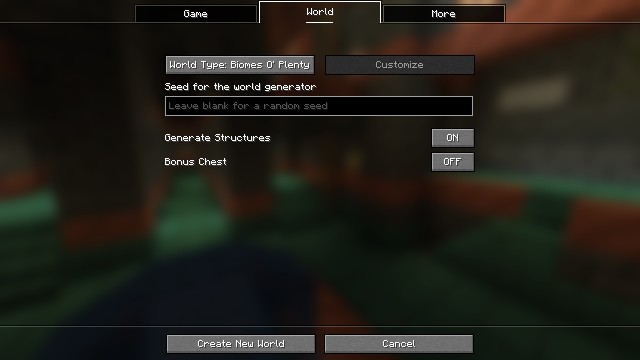 Game
World
More
World Type: Biomes O' Plenty
Customize
Seed for the world generator
Leave blank for a random seed
Generate Structures
ON
Bonus Chest
OFF
Create New World
Cancel